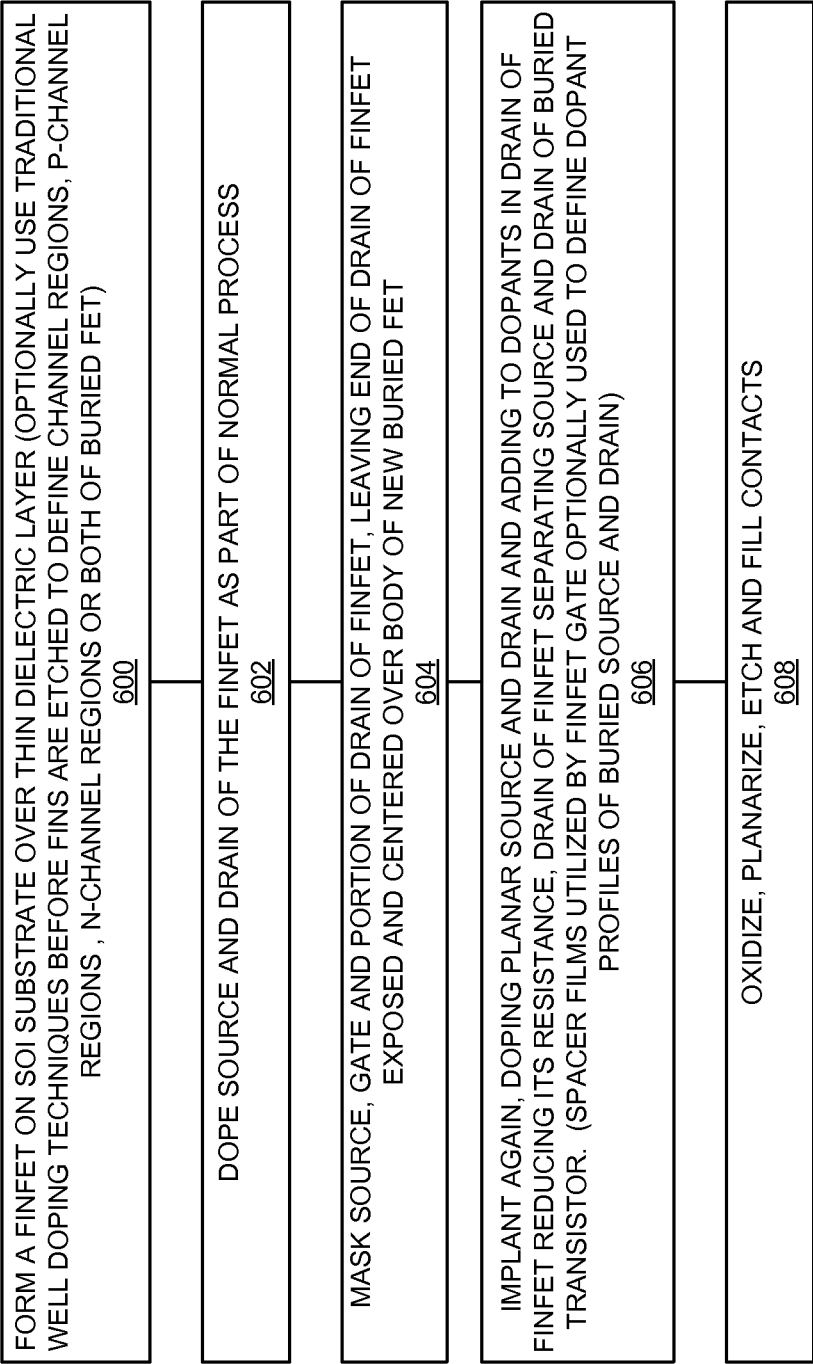 FORM A FINFET ON SOI SUBSTRATE OVER THIN DIELECTRIC LAYER (OPTIONALLY USE TRADITIONAL
WELL DOPING TECHNIQUES BEFORE FINS ARE ETCHED TO DEFINE CHANNEL REGIONS, P-CHANNEL
REGIONS , N-CHANNEL REGIONS OR BOTH OF BURIED FET)
600
DOPE SOURCE AND DRAIN OF THE FINFET AS PART OF NORMAL PROCESS
602
MASK SOURCE, GATE AND PORTION OF DRAIN OF FINFET, LEAVING END OF DRAIN OF FINFET
EXPOSED AND CENTERED OVER BODY OF NEW BURIED FET
604
IMPLANT AGAIN, DOPING PLANAR SOURCE AND DRAIN AND ADDING TO DOPANTS IN DRAIN OF
FINFET REDUCING ITS RESISTANCE, DRAIN OF FINFET SEPARATING SOURCE AND DRAIN OF BURIED
TRANSISTOR. (SPACER FILMS UTILIZED BY FINFET GATE OPTIONALLY USED TO DEFINE DOPANT
PROFILES OF BURIED SOURCE AND DRAIN)
606
OXIDIZE, PLANARIZE, ETCH AND FILL CONTACTS
608